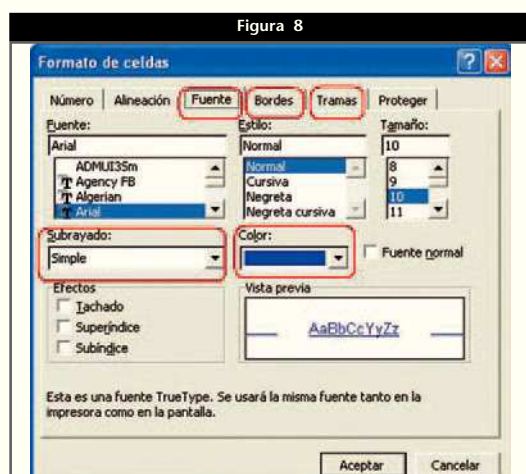 Figura 8
Formato de celdas
Número Alineación Fuente Bordes Tramas Proteger
Fuente: Estilo: Tamaño:
Arial Normal 10
ADMUI3Sm Normal 8
Agency FB Cursiva 9
Algerian Negreta 10
Arial Negreta cursiva 11
Subrayado: Color:
Simple Fuente normal
Efectos Vista previa
Tachado
Superíndice AaBbCcYyZz
Subíndice
Esta es una fuente TrueType. Se usará la misma fuente tanto en la
impresora como en la pantalla.
Aceptar Cancelar